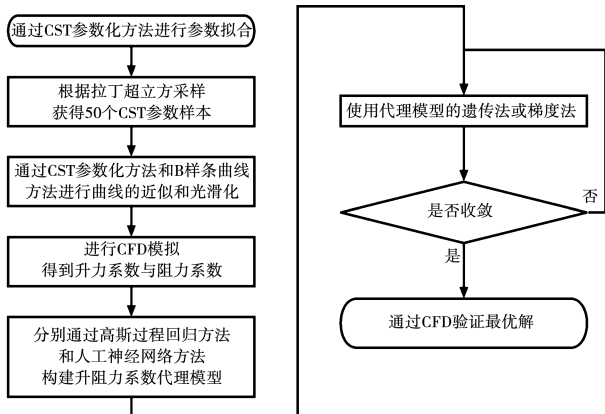 通过CST参数化方法进行参数拟合
根据拉丁超立方采样
获得50个CST参数样本
通过CST参数化方法和B样条曲线
方法进行曲线的近似和光滑化
进行CFD模拟
得到升力系数与阻力系数
分别通过高斯过程回归方法
和人工神经网络方法
构建升阻力系数代理模型
使用代理模型的遗传法或梯度法
是否收敛
否
是
通过CFD验证最优解